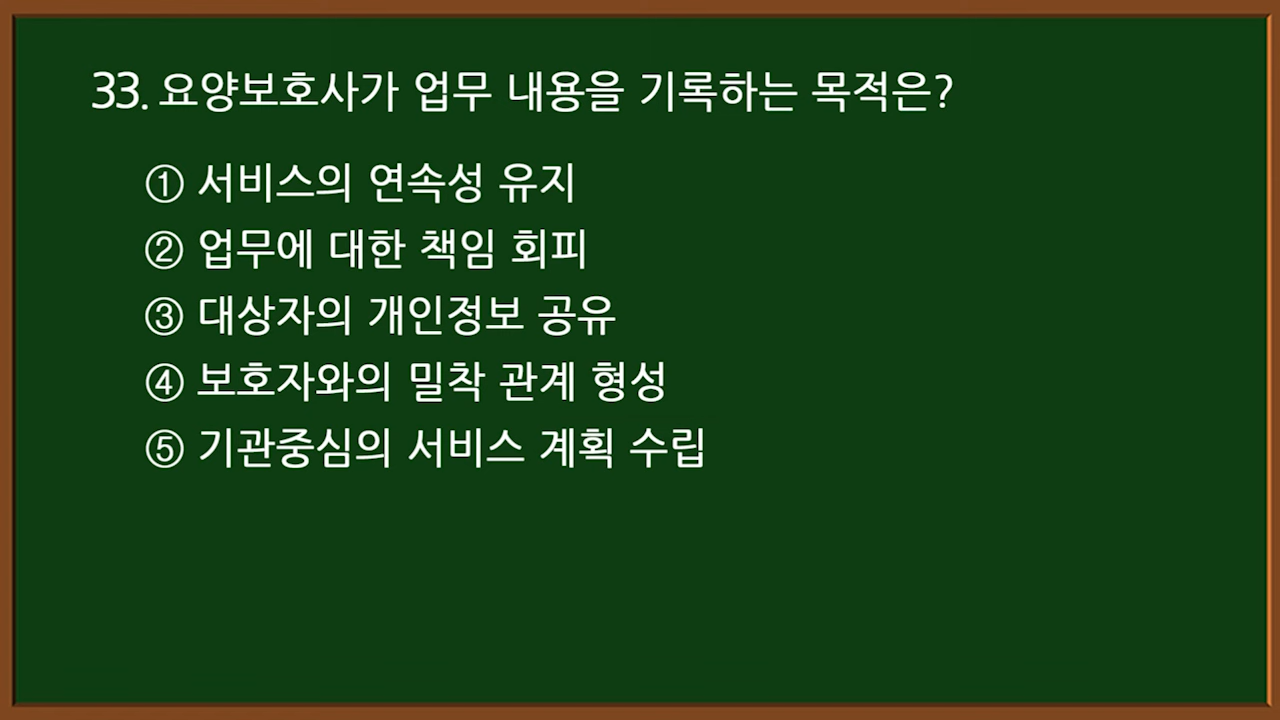 33. 요양보호사가 업무 내용을 기록하는 목적은?
① 서비스의 연속성 유지
② 업무에 대한 책임 회피
③ 대상자의 개인정보 공유
④ 보호자와의 밀착 관계 형성
⑤ 기관중심의 서비스 계획 수립